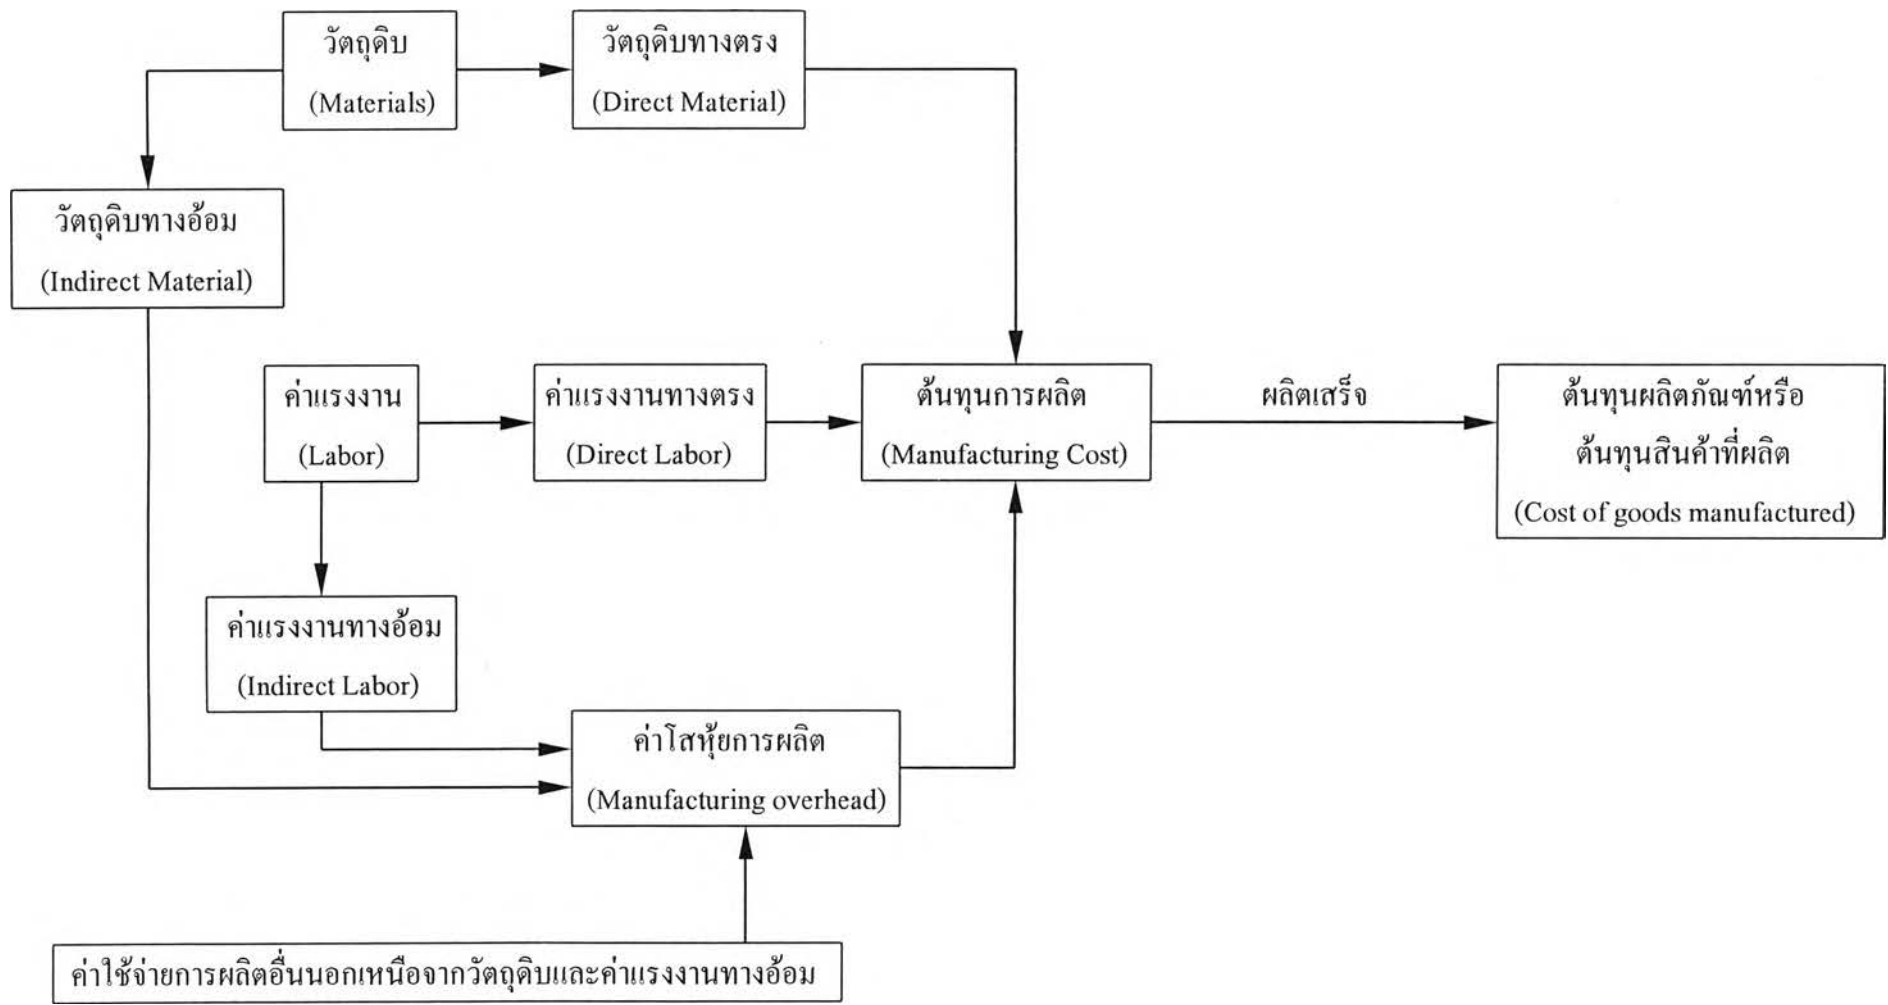 วัตถุดิบ
(Materials)
วัตถุดิบทางตรง
(Direct Material)
วัตถุดิบทางอ้อม
(Indirect Material)
ค่าแรงงาน
(Labor)
ค่าแรงงานทางตรง
(Direct Labor)
ต้นทุนการผลิต
(Manufacturing Cost)
ผลิตเสร็จ
ต้นทุนผลิตภัณฑ์หรือ
ต้นทุนสินค้าที่ผลิต
(Cost of goods manufactured)
ค่าแรงงานทางอ้อม
(Indirect Labor)
ค่าโสหุ้ยการผลิต
(Manufacturing overhead)
ค่าใช้จ่ายการผลิตอื่นนอกเหนือจากวัตถุดิบและค่าแรงงานทางอ้อม